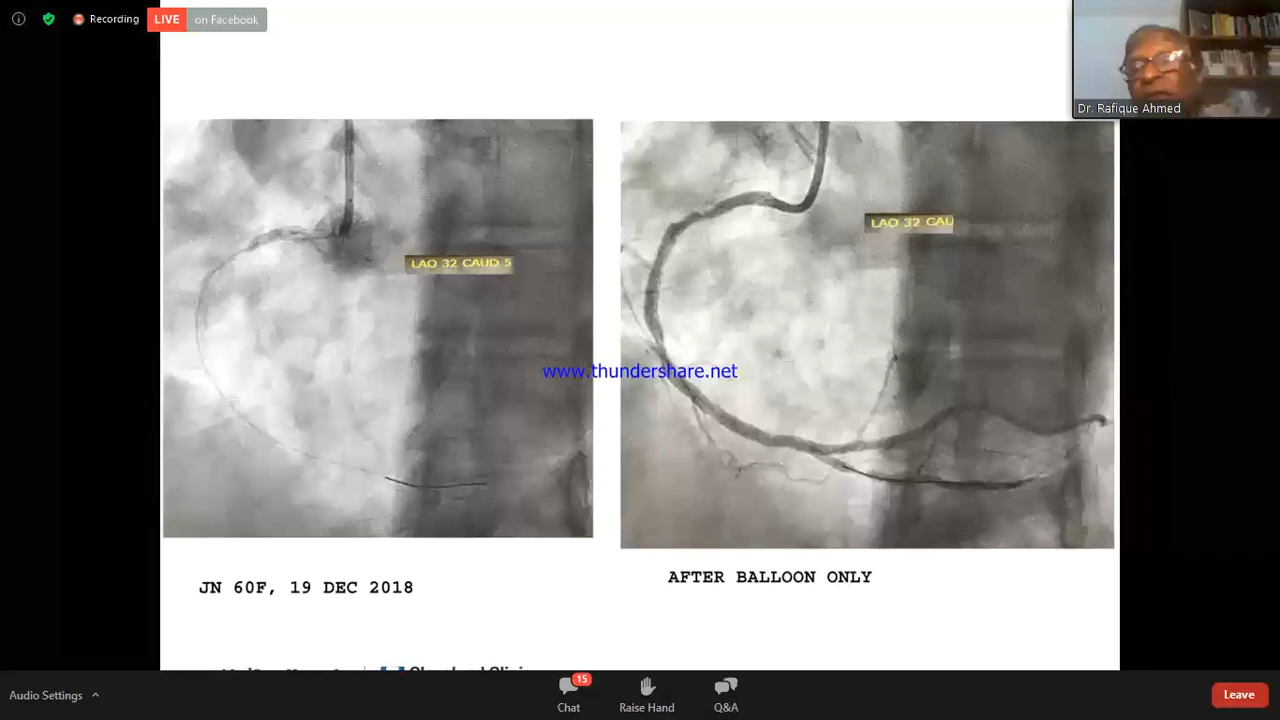 Recording
LIVE on Facebook
Dr. Rafique Ahmed
LAO 32 CAUD 5
LAO 32 CAU
www.thundershare.net
JN 60F, 19 DEC 2018
AFTER BALLOON ONLY
Audio Settings
15
Chat
Raise Hand
Q&A
Leave